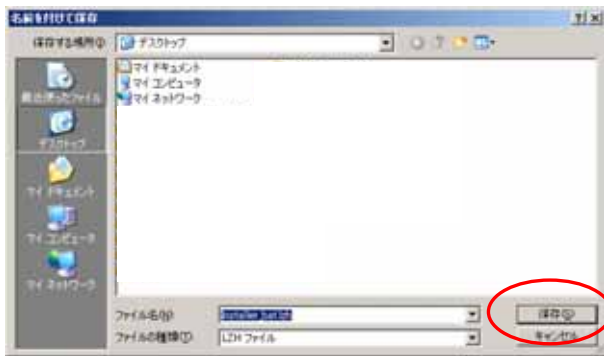 名前を付けて保存
保存する場所(I)
デスクトップ
マイ ドキュメント
マイ コンピュータ
マイ ネットワーク
最近使ったファイル
デスクトップ
マイ ドキュメント
マイ コンピュータ
マイ ネットワーク
ファイル名(N)
保存(S)
ファイルの種類(T)
LZH ファイル
キャンセル